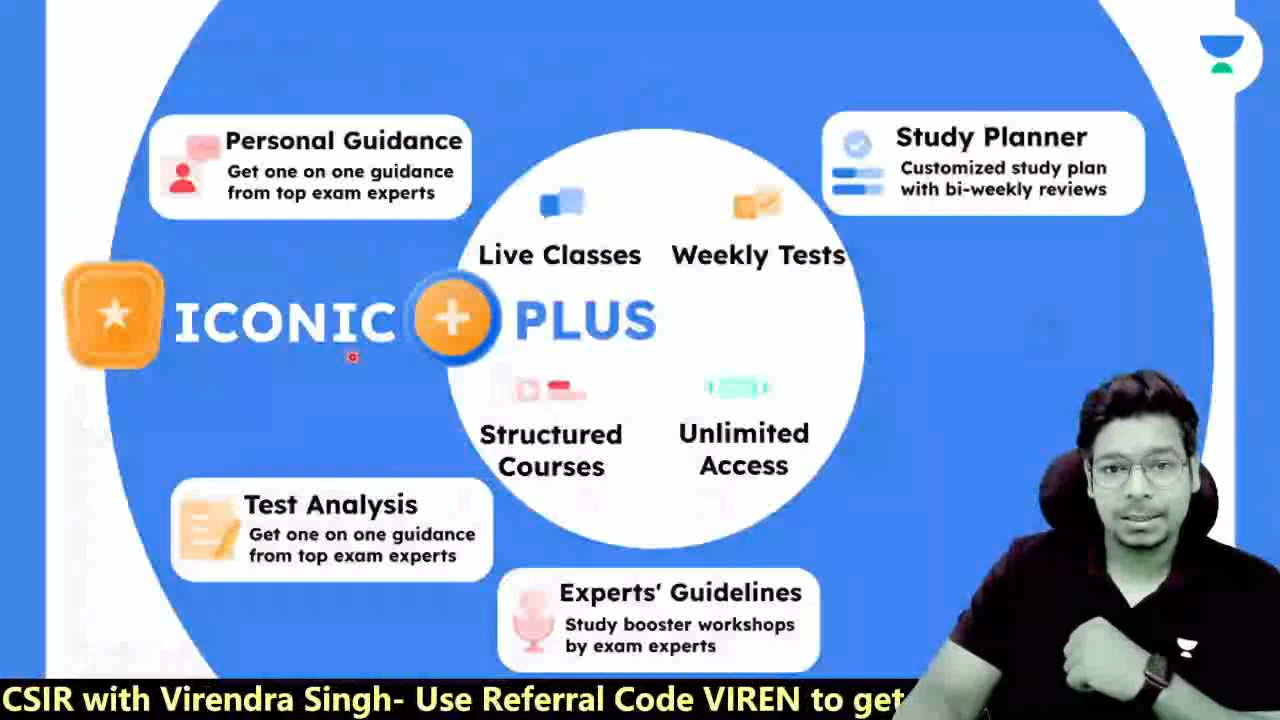 Personal Guidance
Get one on one guidance
from top exam experts
Study Planner
Customized study plan
with bi-weekly reviews
Live Classes
Weekly Tests
ICONIC + PLUS
Structured
Courses
Unlimited
Access
Test Analysis
Get one on one guidance
from top exam experts
Experts' Guidelines
Study booster workshops
by exam experts
CSIR with Virendra Singh- Use Referral Code VIREN to get